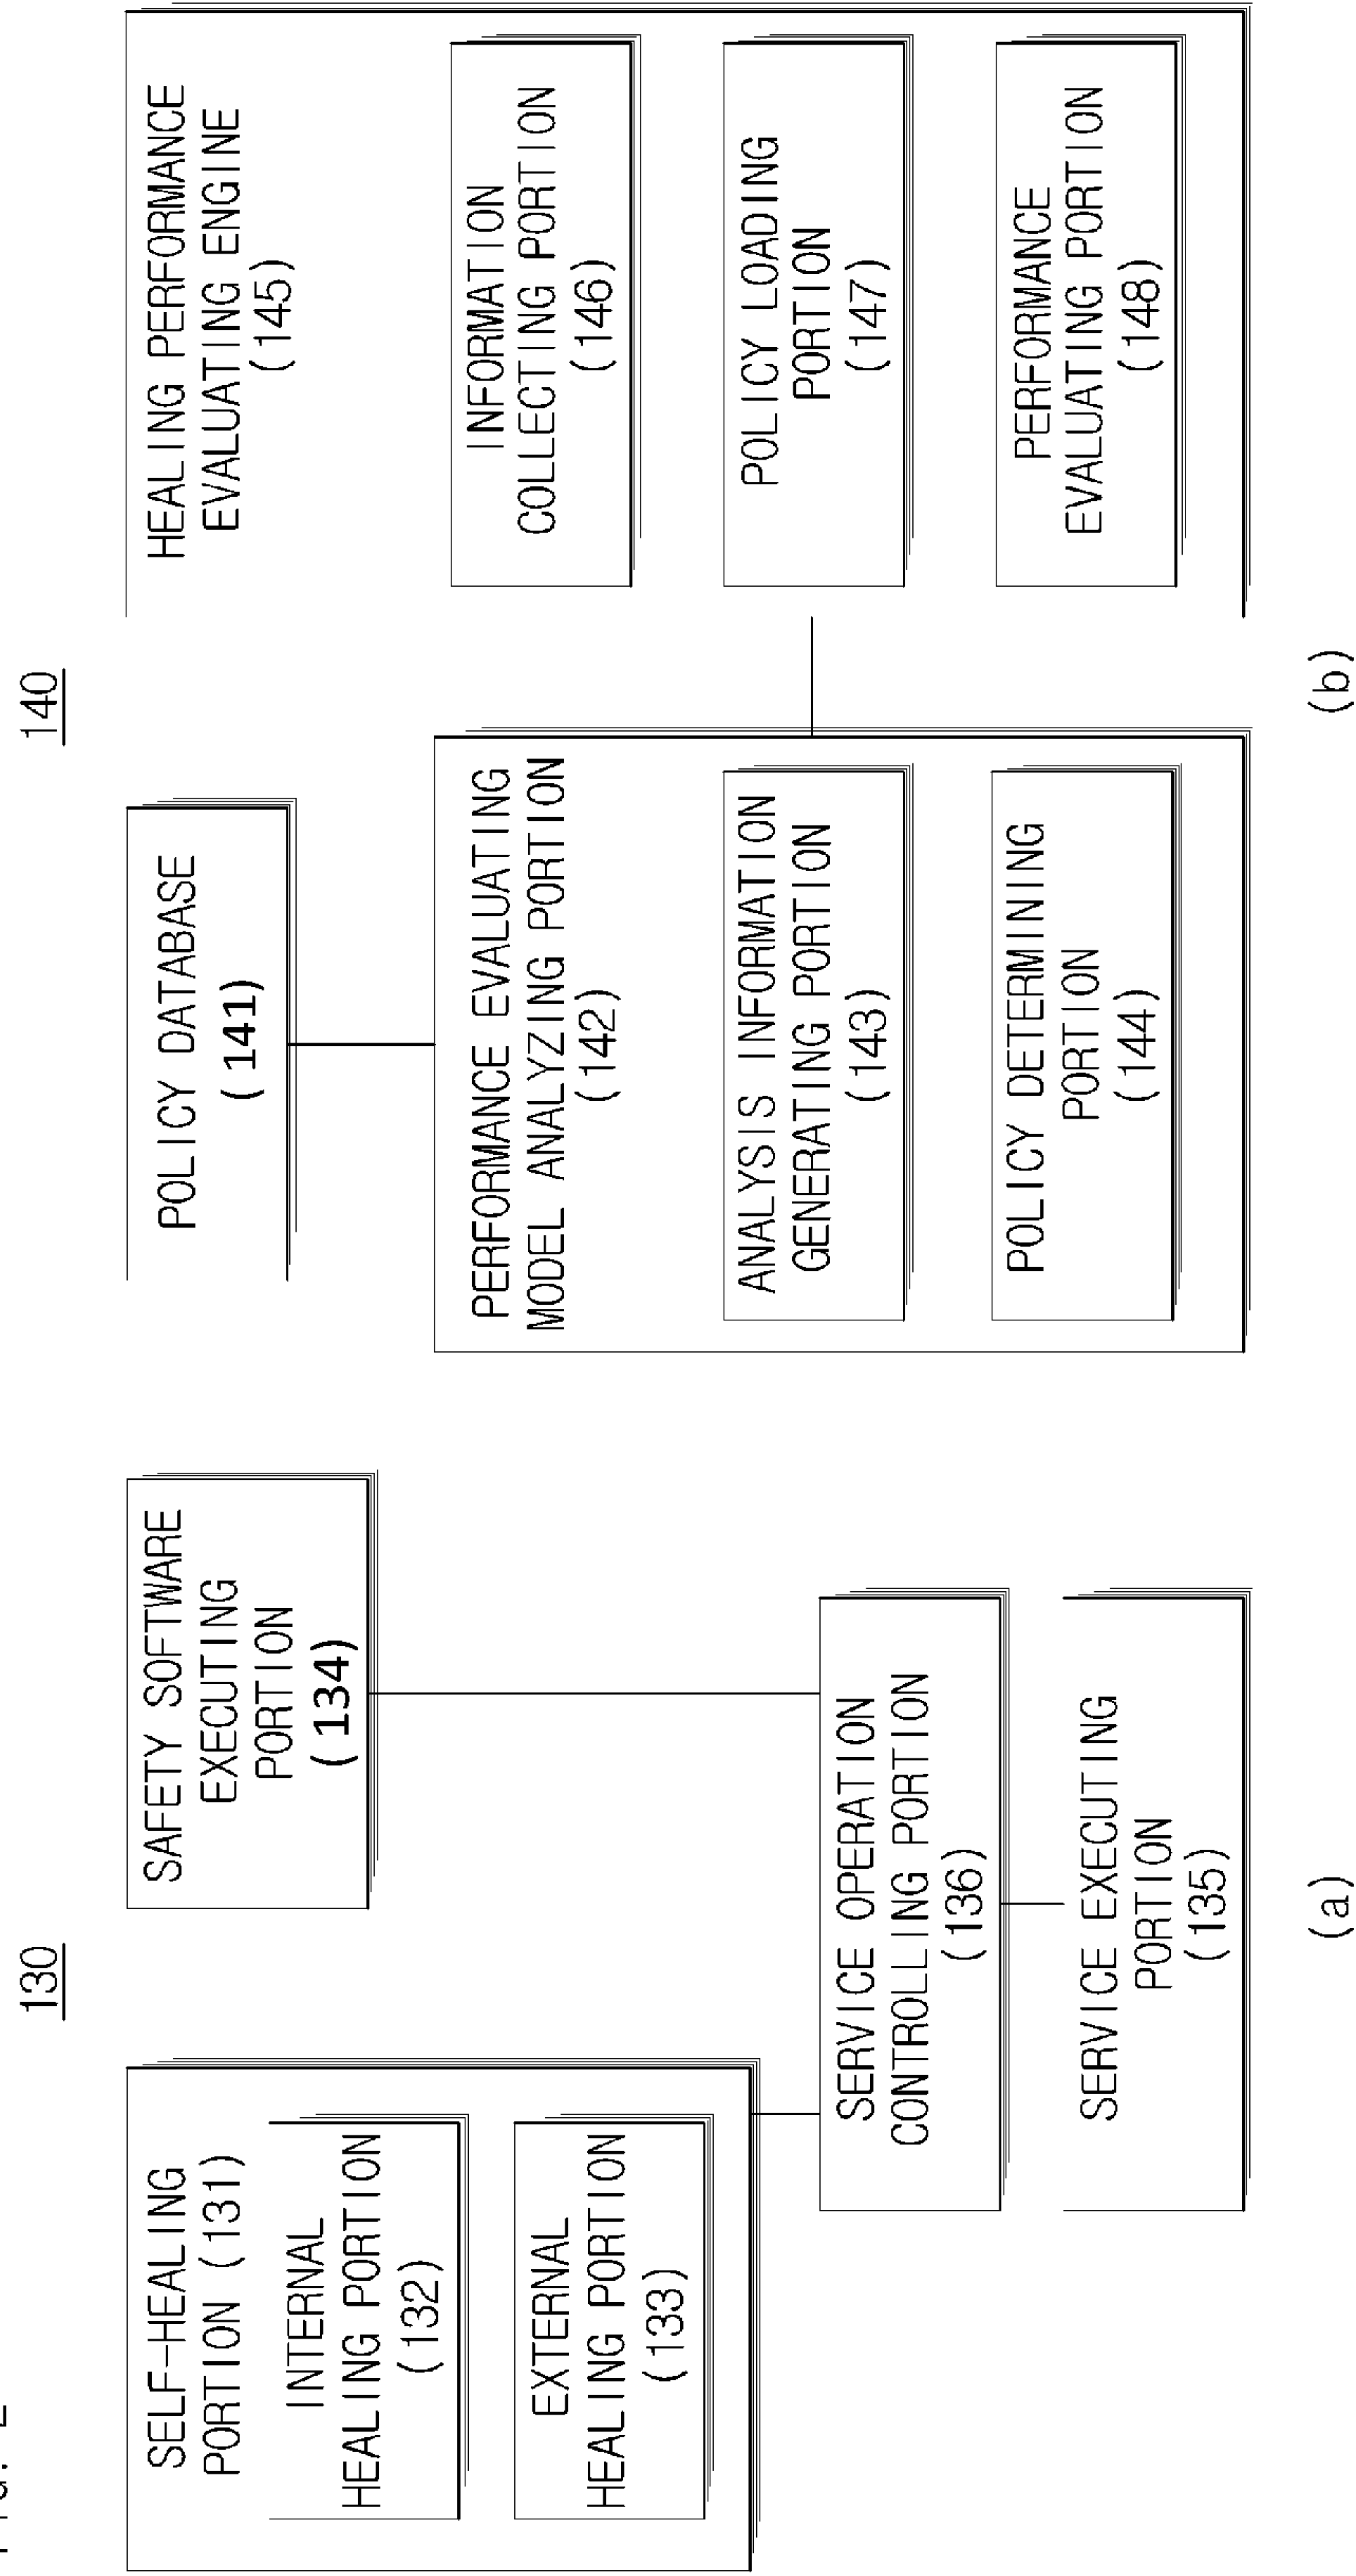 130
SELF-HEALING
PORTION (131)
INTERNAL
HEALING PORTION
(132)
EXTERNAL
HEALING PORTION
(133)
SAFETY SOFTWARE
EXECUTING
PORTION
(134)
SERVICE OPERATION
CONTROLLING PORTION
(136)
SERVICE EXECUTING
PORTION
(135)
(a)
140
POLICY DATABASE
(141)
PERFORMANCE EVALUATING
MODEL ANALYZING PORTION
(142)
ANALYSIS INFORMATION
GENERATING PORTION
(143)
POLICY DETERMINING
PORTION
(144)
HEALING PERFORMANCE
EVALUATING ENGINE
(145)
INFORMATION
COLLECTING PORTION
(146)
POLICY LOADING
PORTION
(147)
PERFORMANCE
EVALUATING PORTION
(148)
(b)